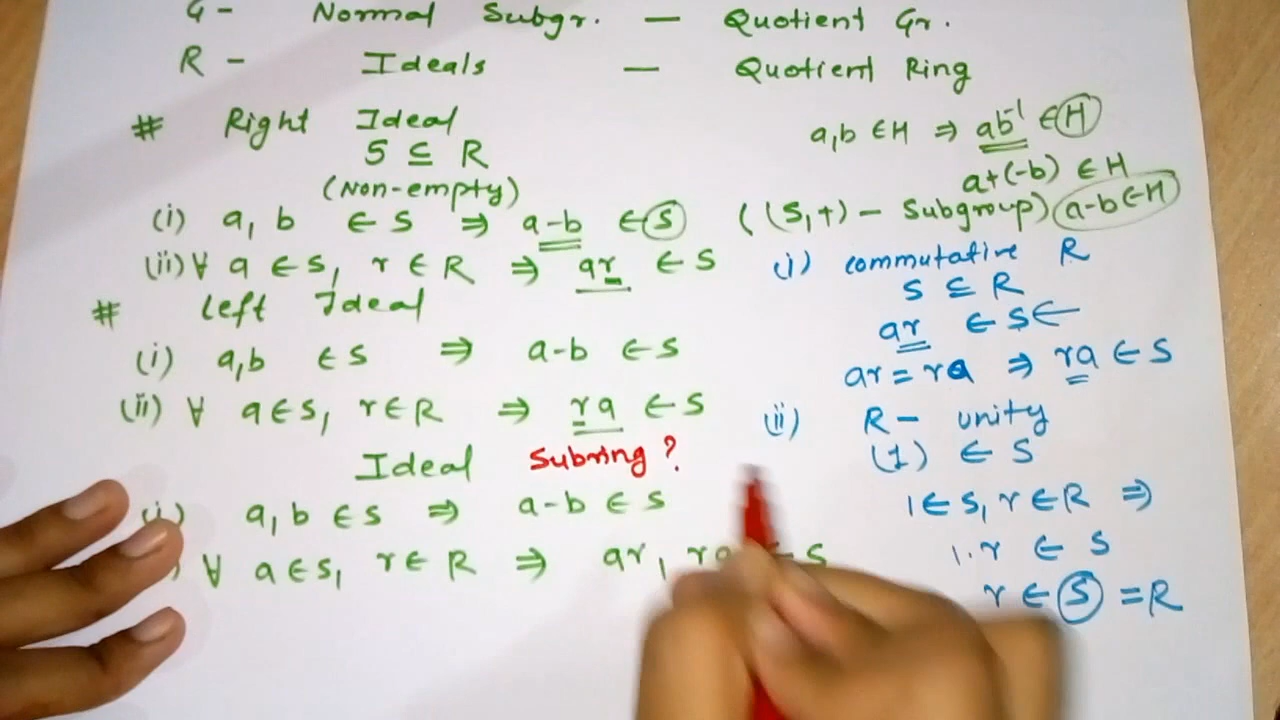 G - Normal Subgr. — Quotient Gr.
R - Ideals — Quotient Ring
# Right Ideal
S ⊆ R
(Non-empty)
(i) a, b ∈ S ⇒ a-b ∈ S
(ii) ∀ a ∈ S, r ∈ R ⇒ ar ∈ S
# Left Ideal
(i) a,b ∈ S ⇒ a-b ∈ S
(ii) ∀ a∈S, r∈R ⇒ ra ∈ S
Ideal Subring ?
(i) a, b ∈ S ⇒ a-b ∈ S
∀ a∈S, r∈R ⇒ ar, ra ∈ S
a,b ∈ H ⇒ ab⁻¹ ∈ H
a+(-b) ∈ H
((S,+) - Subgroup) a-b∈H
(i) commutative R
S ⊆ R
ar ∈ S ←
ar = ra ⇒ ra ∈ S
(ii) R - unity
(1) ∈ S
1∈S, r∈R ⇒
1.r ∈ S
r ∈ S = R